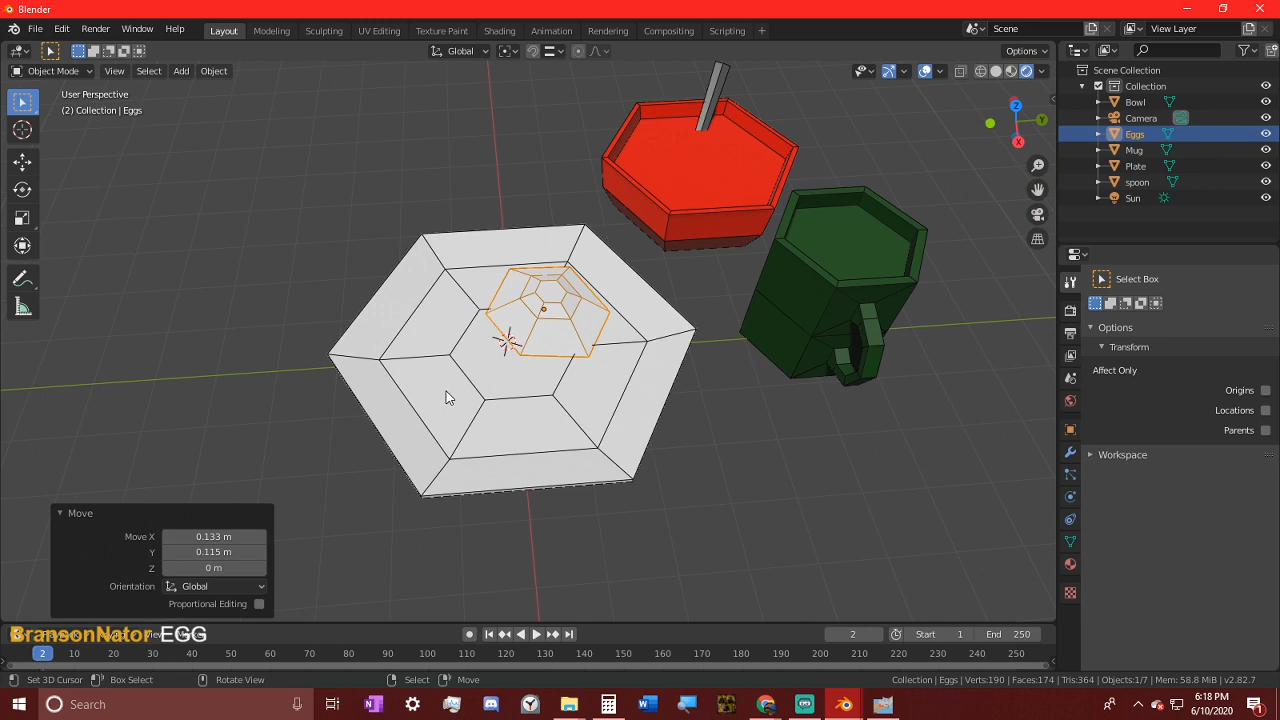 Blender
File Edit Render Window Help
Layout Modeling Sculpting UV Editing Texture Paint Shading Animation Rendering Compositing Scripting +
Scene
View Layer
Global
Options
Object Mode View Select Add Object
User Perspective
(2) Collection | Eggs
Scene Collection
Collection
Bowl
Camera
Eggs
Mug
Plate
spoon
Sun
Select Box
Options
Transform
Affect Only
Origins
Locations
Parents
Workspace
X
Y
Z
Move
Move X 0.133 m
Y 0.115 m
Z 0 m
Orientation Global
Proportional Editing
BransonNator EGG
2
Start 1
End 250
2 10 20 30 40 50 60 70 80 90 100 110 120 130 140 150 160 170 180 190 200 210 220 230 240 250
Set 3D Cursor Box Select Rotate View Select Move
Collection | Eggs | Verts:190 | Faces:174 | Tris:364 | Objects:1/7 | Mem: 58.8 MiB | v2.82.7
Search
6:18 PM
6/10/2020